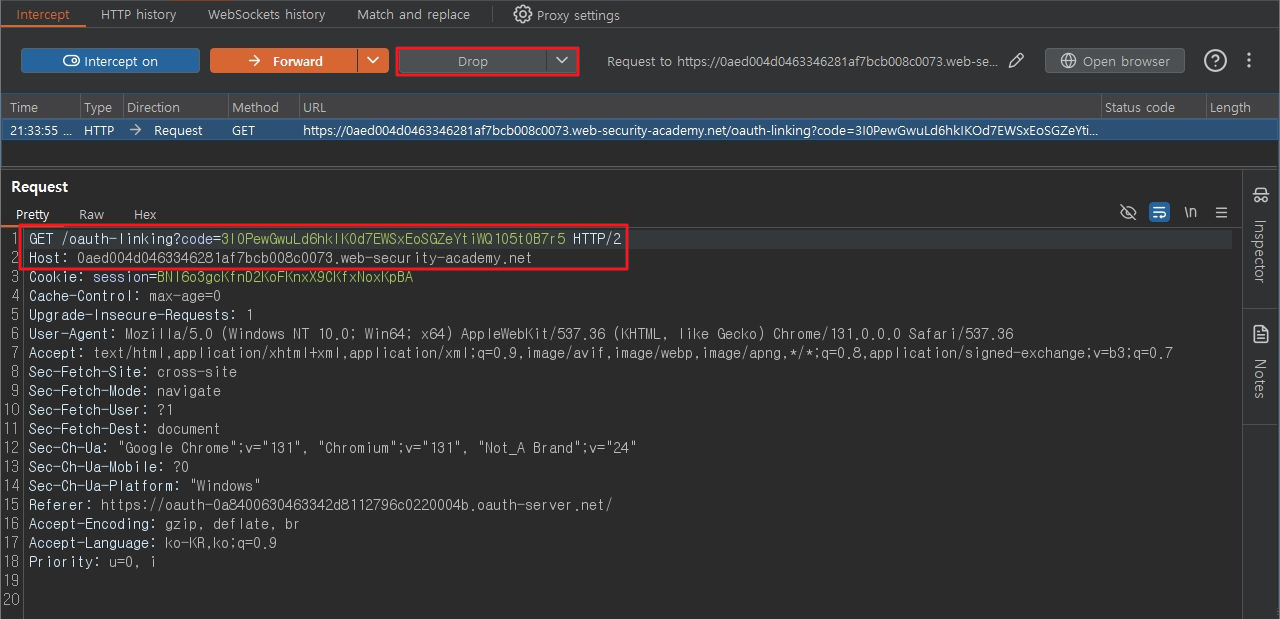 Intercept HTTP history WebSockets history Match and replace Proxy settings
Intercept on Forward Drop Request to https://0aed004d0463346281af7bcb008c0073.web-se... Open browser
Time Type Direction Method URL Status code Length
21:33:55 ... HTTP → Request GET https://0aed004d0463346281af7bcb008c0073.web-security-academy.net/oauth-linking?code=3I0PewGwuLd6hkIKOd7EWSxEoSGZeYti...
Request
Pretty Raw Hex \n
1 GET /oauth-linking?code=3I0PewGwuLd6hkIK0d7EWSxEoSGZeYtiWQ105t0B7r5 HTTP/2
2 Host: 0aed004d0463346281af7bcb008c0073.web-security-academy.net
3 Cookie: session=BNI6o3gcKfnD2KoFKnxX9CKfxNoxKpBA
4 Cache-Control: max-age=0
5 Upgrade-Insecure-Requests: 1
6 User-Agent: Mozilla/5.0 (Windows NT 10.0; Win64; x64) AppleWebKit/537.36 (KHTML, like Gecko) Chrome/131.0.0.0 Safari/537.36
7 Accept: text/html,application/xhtml+xml,application/xml;q=0.9,image/avif,image/webp,image/apng,*/*;q=0.8,application/signed-exchange;v=b3;q=0.7
8 Sec-Fetch-Site: cross-site
9 Sec-Fetch-Mode: navigate
10 Sec-Fetch-User: ?1
11 Sec-Fetch-Dest: document
12 Sec-Ch-Ua: "Google Chrome";v="131", "Chromium";v="131", "Not_A Brand";v="24"
13 Sec-Ch-Ua-Mobile: ?0
14 Sec-Ch-Ua-Platform: "Windows"
15 Referer: https://oauth-0a8400630463342d8112796c0220004b.oauth-server.net/
16 Accept-Encoding: gzip, deflate, br
17 Accept-Language: ko-KR,ko;q=0.9
18 Priority: u=0, i
19
20
Inspector
Notes